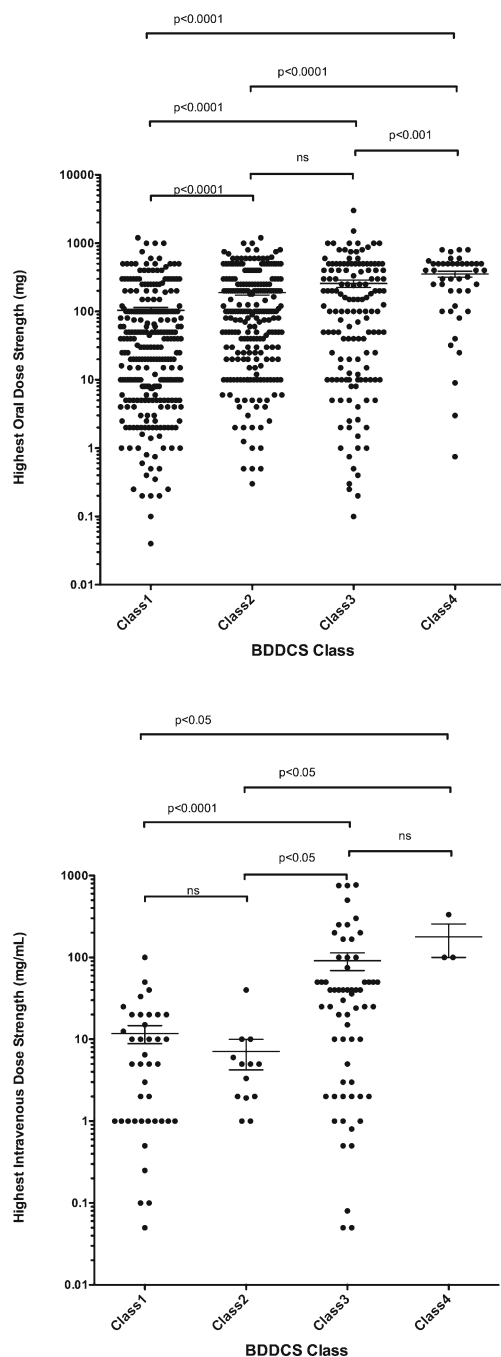 p<0.0001
p<0.0001
p<0.0001
p<0.001
ns
p<0.0001
10000
1000
100
10
1
0.1
0.01
Highest Oral Dose Strength (mg)
Class1
Class2
Class3
Class4
BDDCS Class
p<0.05
p<0.05
p<0.0001
ns
p<0.05
ns
1000
100
10
1
0.1
0.01
Highest Intravenous Dose Strength (mg/mL)
Class1
Class2
Class3
Class4
BDDCS Class